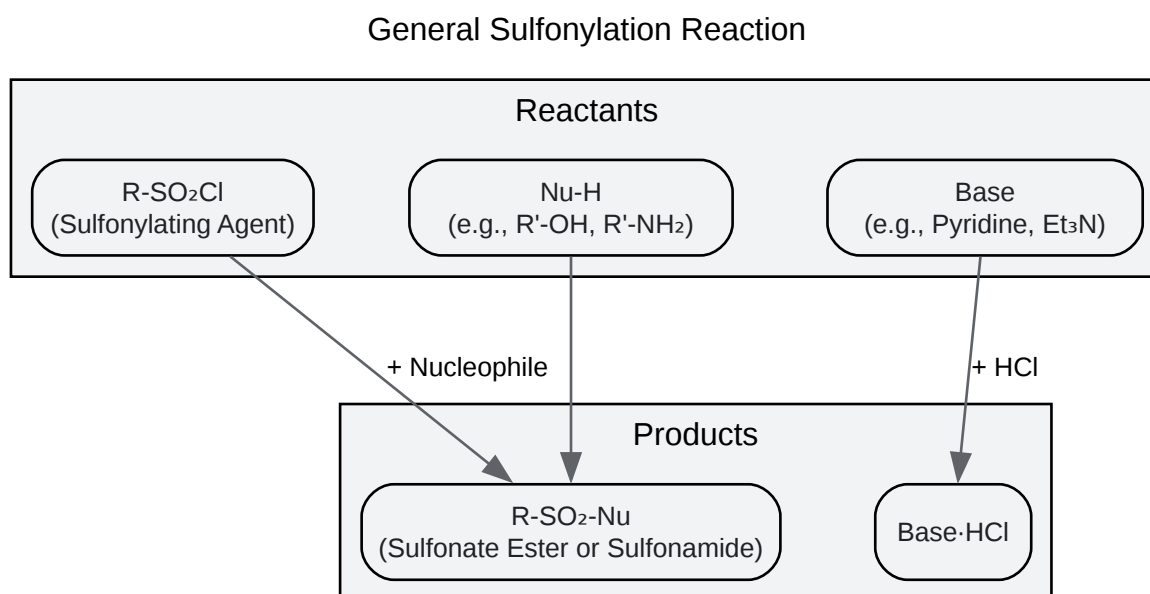 General Sulfonylation Reaction
Reactants
R-SO₂Cl
(Sulfonylating Agent)
Nu-H
(e.g., R'-OH, R'-NH₂)
Base
(e.g., Pyridine, Et₃N)
+ Nucleophile
+ HCl
Products
R-SO₂-Nu
(Sulfonate Ester or Sulfonamide)
Base·HCl